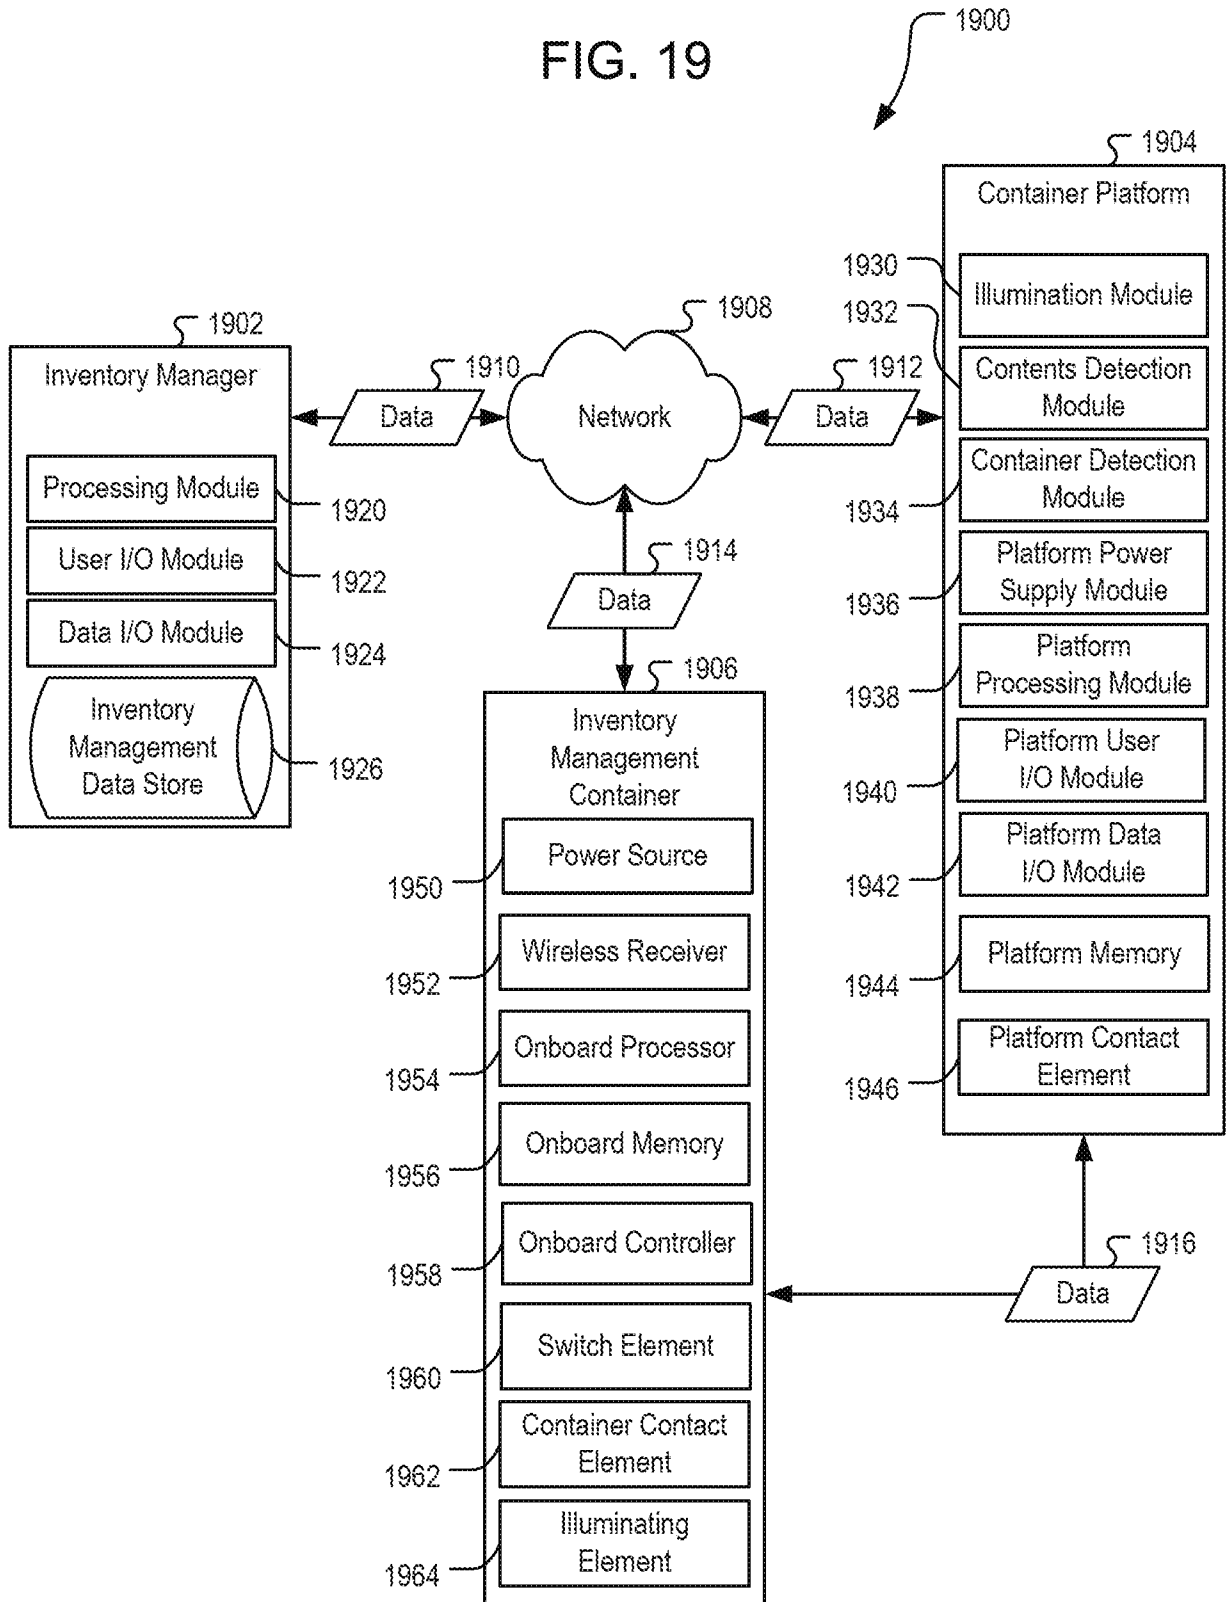 FIG. 19
1900
1904
Container Platform
1930
Illumination Module
1932
Contents Detection
Module
Container Detection
Module
1934
Platform Power
Supply Module
1936
Platform
Processing Module
1938
Platform User
I/O Module
1940
Platform Data
I/O Module
1942
Platform Memory
1944
Platform Contact
Element
1946
1902
Inventory Manager
Processing Module
1920
User I/O Module
1922
Data I/O Module
1924
Inventory
Management
Data Store
1926
1910
Data
1908
Network
1912
Data
1914
Data
1906
Inventory
Management
Container
Power Source
1950
Wireless Receiver
1952
Onboard Processor
1954
Onboard Memory
1956
Onboard Controller
1958
Switch Element
1960
Container Contact
Element
1962
Illuminating
Element
1964
1916
Data